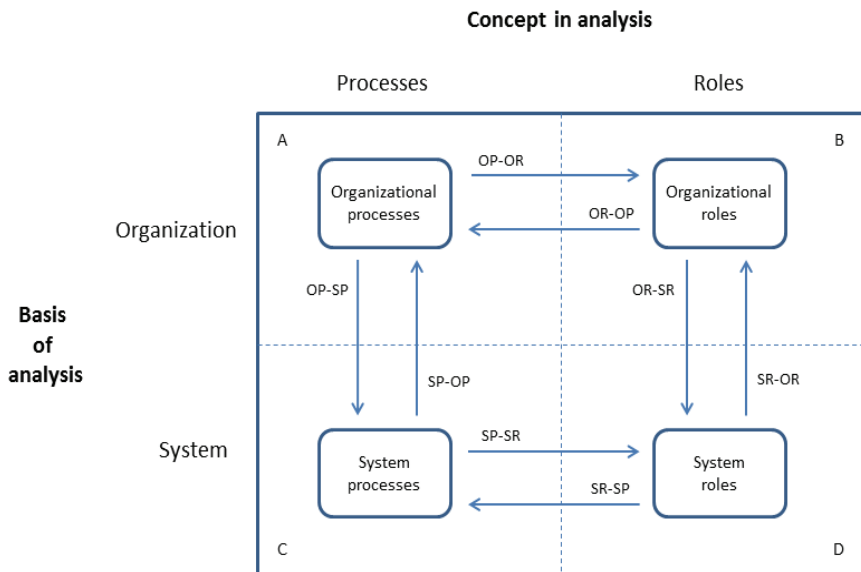 Concept in analysis
Processes
Roles
A
B
OP-OR
Organizational
processes
Organizational
roles
OR-OP
Organization
OP-SP
OR-SR
Basis
of
analysis
SP-OP
SR-OR
SP-SR
System
System
processes
System
roles
SR-SP
C
D